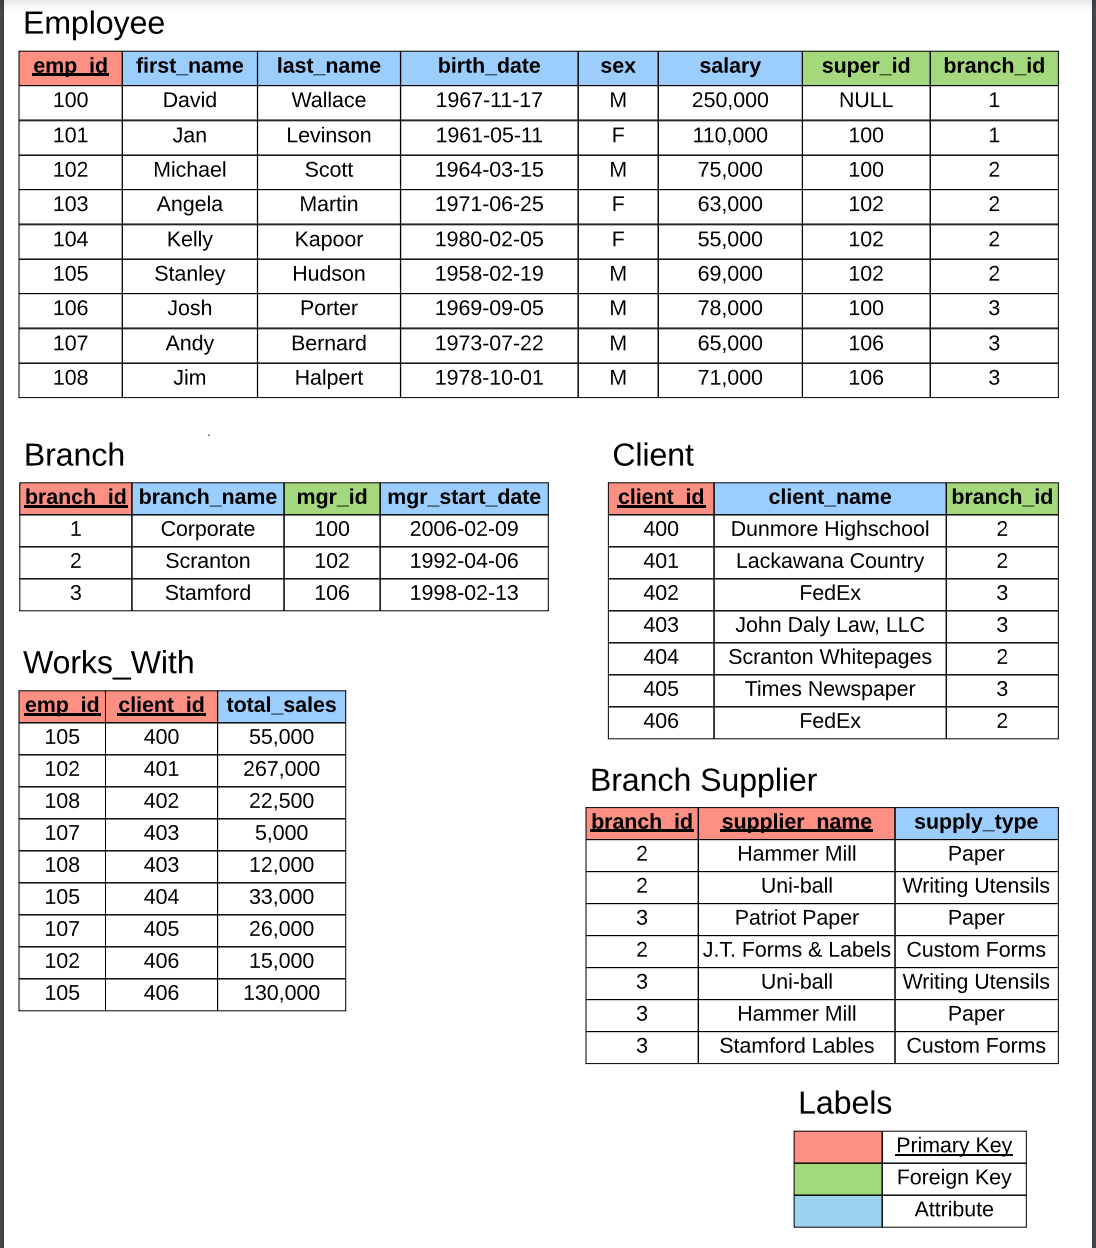 Employee
emp_id first_name last_name birth_date sex salary super_id branch_id
100 David Wallace 1967-11-17 M 250,000 NULL 1
101 Jan Levinson 1961-05-11 F 110,000 100 1
102 Michael Scott 1964-03-15 M 75,000 100 2
103 Angela Martin 1971-06-25 F 63,000 102 2
104 Kelly Kapoor 1980-02-05 F 55,000 102 2
105 Stanley Hudson 1958-02-19 M 69,000 102 2
106 Josh Porter 1969-09-05 M 78,000 100 3
107 Andy Bernard 1973-07-22 M 65,000 106 3
108 Jim Halpert 1978-10-01 M 71,000 106 3
Branch
branch_id branch_name mgr_id mgr_start_date
1 Corporate 100 2006-02-09
2 Scranton 102 1992-04-06
3 Stamford 106 1998-02-13
Client
client_id client_name branch_id
400 Dunmore Highschool 2
401 Lackawana Country 2
402 FedEx 3
403 John Daly Law, LLC 3
404 Scranton Whitepages 2
405 Times Newspaper 3
406 FedEx 2
Works_With
emp_id client_id total_sales
105 400 55,000
102 401 267,000
108 402 22,500
107 403 5,000
108 403 12,000
105 404 33,000
107 405 26,000
102 406 15,000
105 406 130,000
Branch Supplier
branch_id supplier_name supply_type
2 Hammer Mill Paper
2 Uni-ball Writing Utensils
3 Patriot Paper Paper
2 J.T. Forms & Labels Custom Forms
3 Uni-ball Writing Utensils
3 Hammer Mill Paper
3 Stamford Lables Custom Forms
Labels
Primary Key
Foreign Key
Attribute